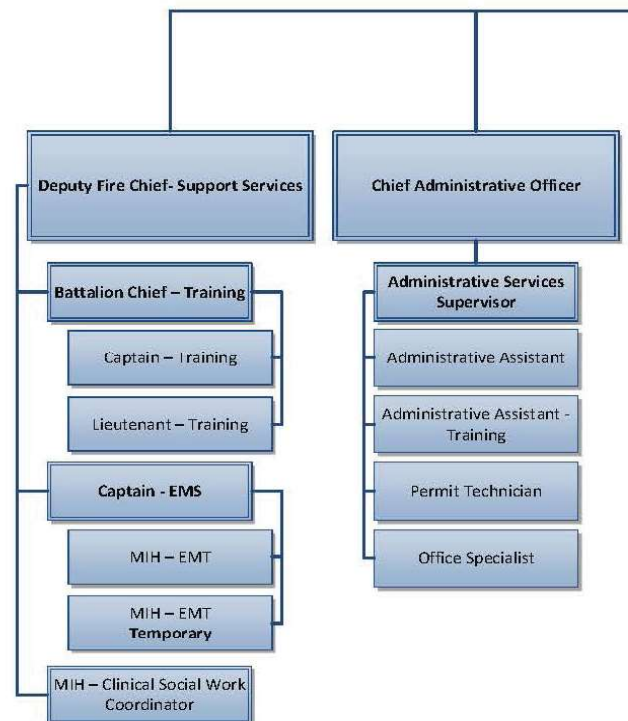 Deputy Fire Chief- Support Services
Battalion Chief – Training
Captain – Training
Lieutenant – Training
Captain - EMS
MIH – EMT
MIH – EMT
Temporary
MIH – Clinical Social Work
Coordinator
Chief Administrative Officer
Administrative Services
Supervisor
Administrative Assistant
Administrative Assistant -
Training
Permit Technician
Office Specialist